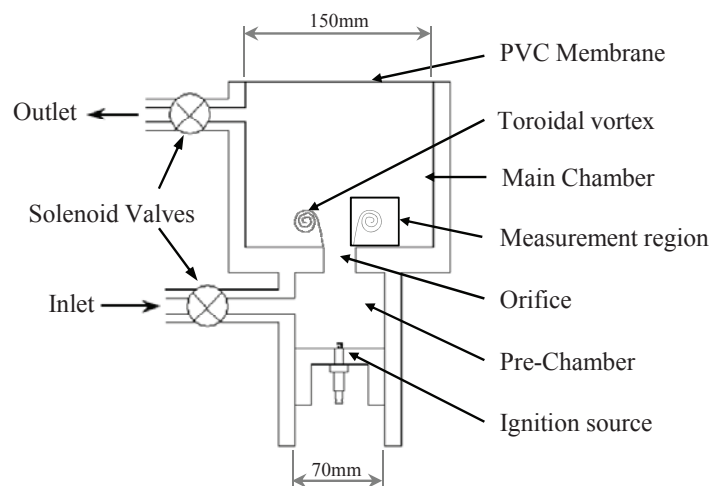 150mm
PVC Membrane
Outlet
Toroidal vortex
Main Chamber
Solenoid Valves
Measurement region
Inlet
Orifice
Pre-Chamber
Ignition source
70mm